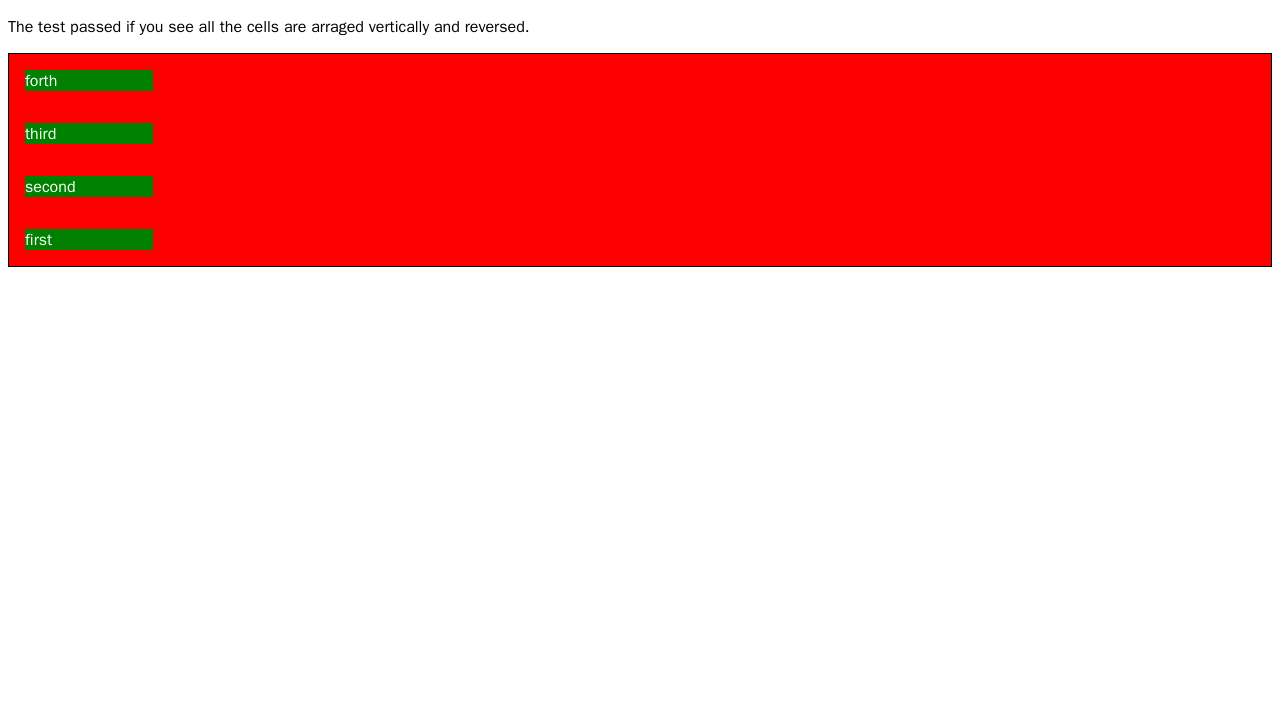 The test passed if you see all the cells are arraged vertically and reversed.
forth
third
second
first